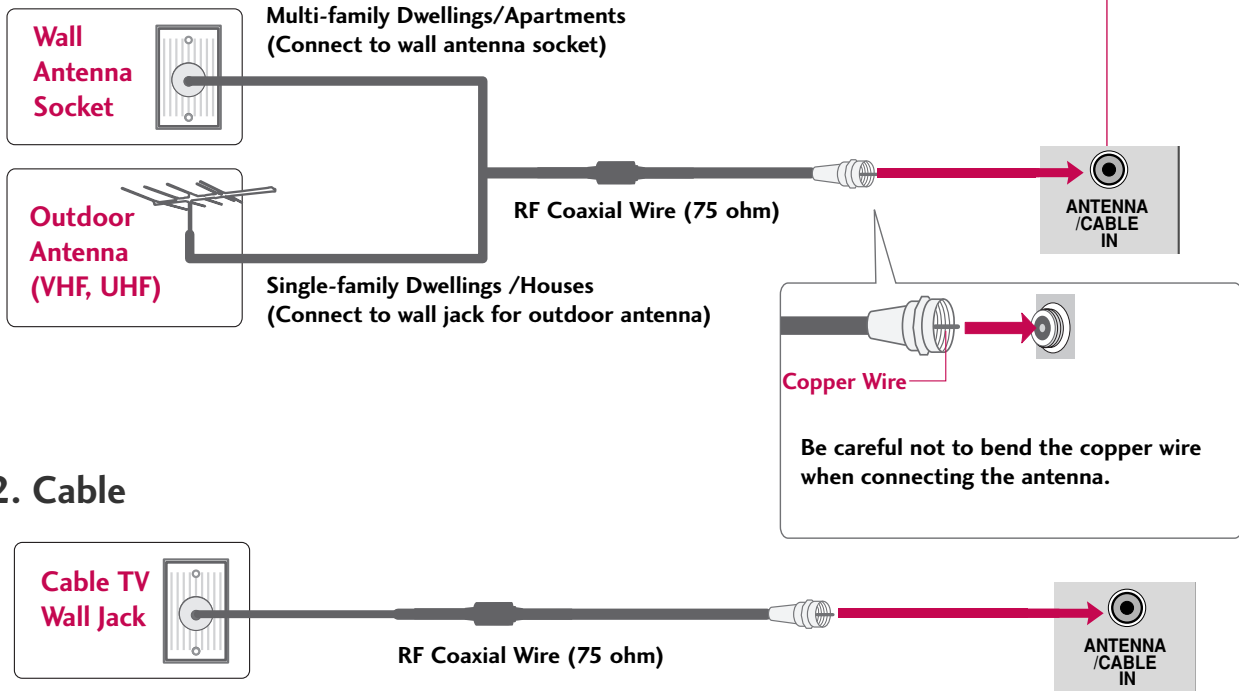 Wall
Antenna
Socket
Multi-family Dwellings/Apartments
(Connect to wall antenna socket)
Outdoor
Antenna
(VHF, UHF)
RF Coaxial Wire (75 ohm)
Single-family Dwellings /Houses
(Connect to wall jack for outdoor antenna)
ANTENNA
/CABLE
IN
Copper Wire
Be careful not to bend the copper wire
when connecting the antenna.
2. Cable
Cable TV
Wall Jack
RF Coaxial Wire (75 ohm)
ANTENNA
/CABLE
IN